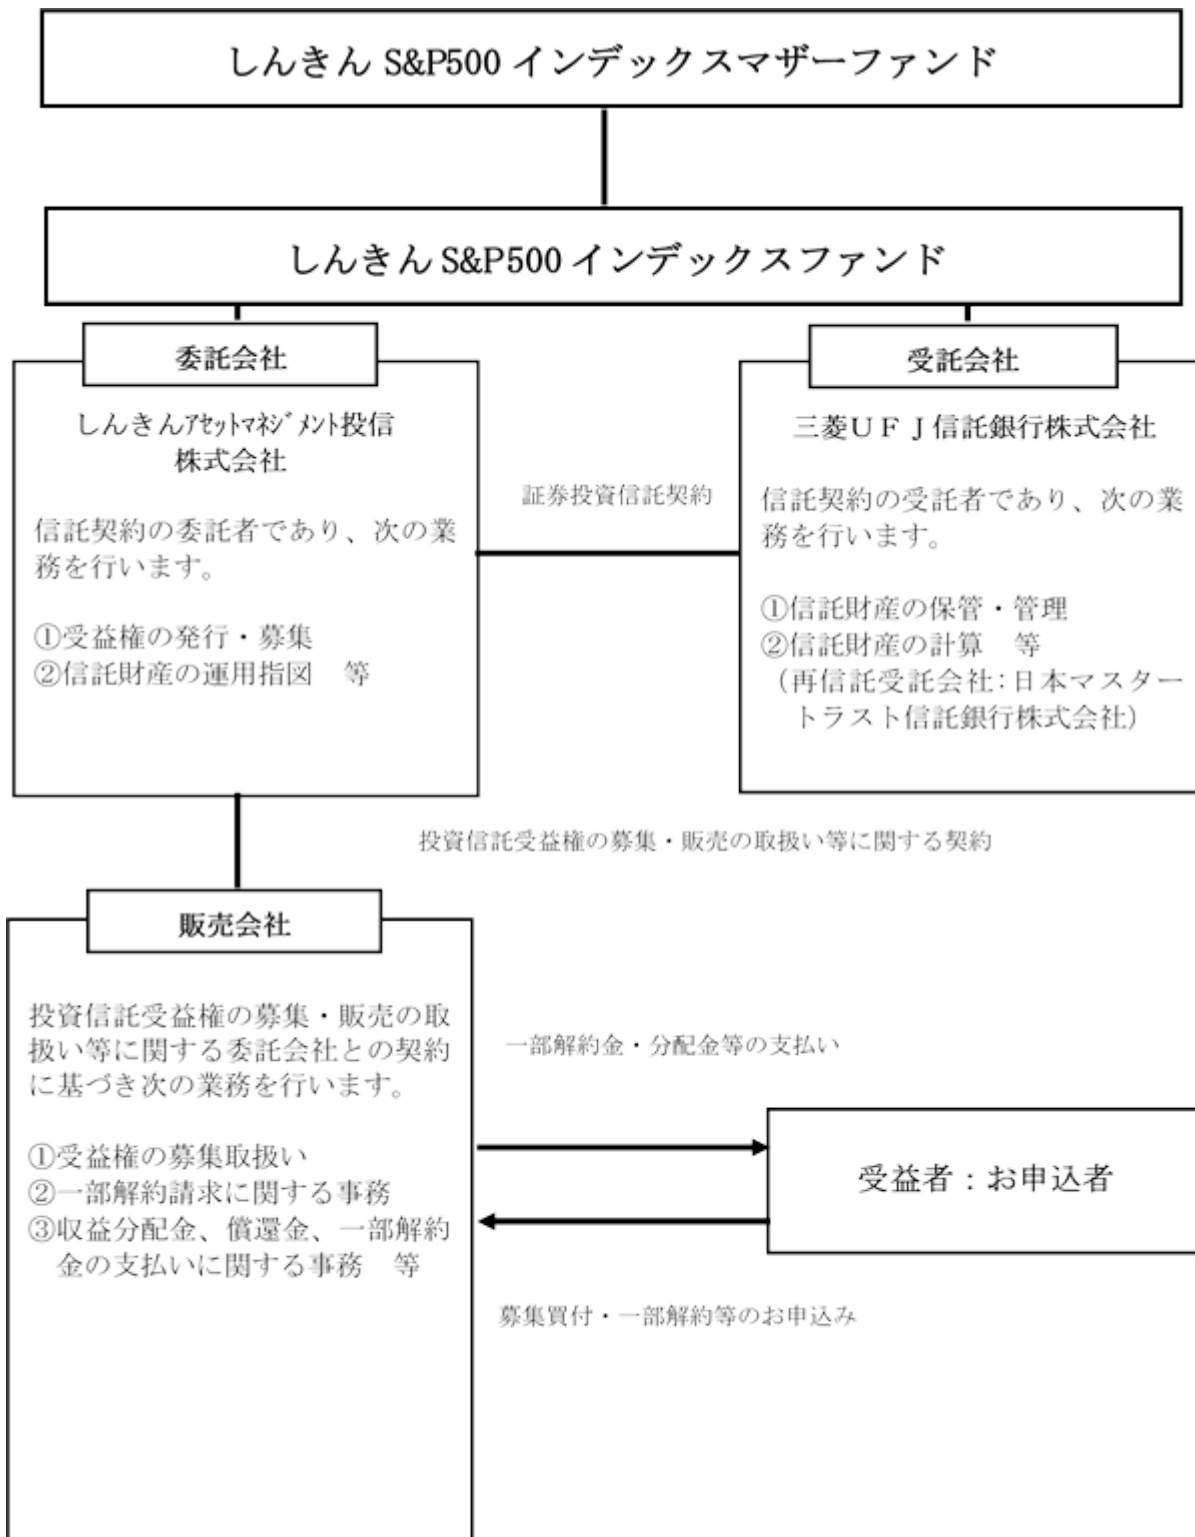 しんきん S&P500 インデックスマザーファンド
しんきん S&P500 インデックスファンド
委託会社
しんきんｱｾｯﾄﾏﾈｼﾞﾒﾝﾄ投信
株式会社
信託契約の委託者であり、次の業
務を行います。
①受益権の発行・募集
②信託財産の運用指図　等
証券投資信託契約
受託会社
三菱ＵＦＪ信託銀行株式会社
信託契約の受託者であり、次の業
務を行います。
①信託財産の保管・管理
②信託財産の計算　等
（再信託受託会社：日本マスター
トラスト信託銀行株式会社）
投資信託受益権の募集・販売の取扱い等に関する契約
販売会社
投資信託受益権の募集・販売の取
扱い等に関する委託会社との契約
に基づき次の業務を行います。
①受益権の募集取扱い
②一部解約請求に関する事務
③収益分配金、償還金、一部解約
金の支払いに関する事務　等
一部解約金・分配金等の支払い
受益者：お申込者
募集買付・一部解約等のお申込み